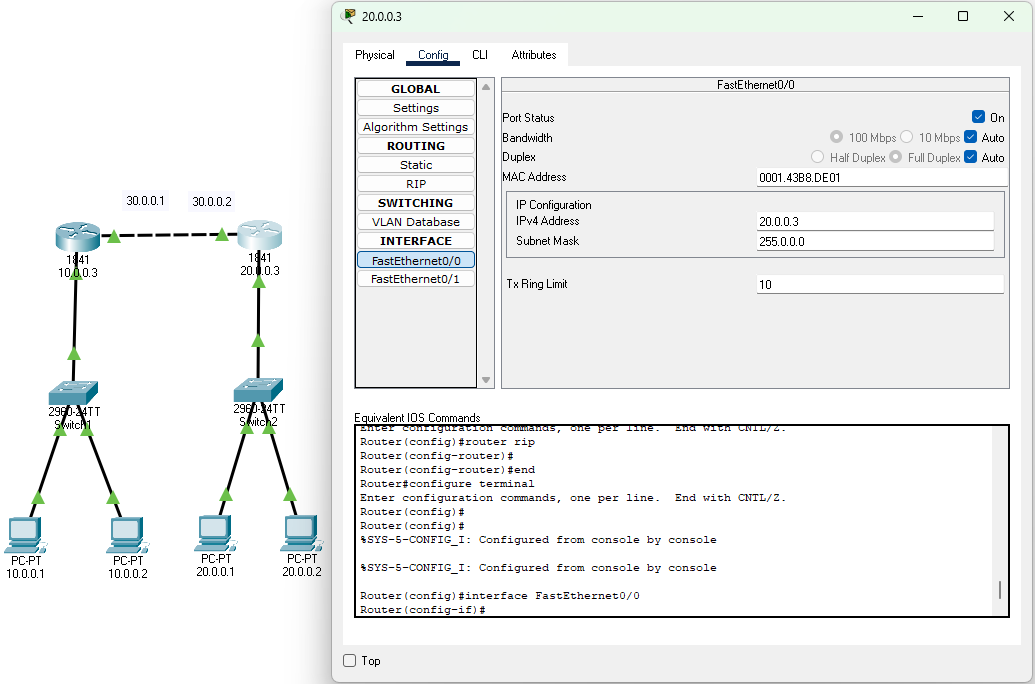 30.0.0.1
30.0.0.2
1841
10.0.0.3
1841
20.0.0.3
2960-24TT
Switch1
2960-24TT
Switch2
PC-PT
10.0.0.1
PC-PT
10.0.0.2
PC-PT
20.0.0.1
PC-PT
20.0.0.2
20.0.0.3
Physical Config CLI Attributes
GLOBAL
Settings
Algorithm Settings
ROUTING
Static
RIP
SWITCHING
VLAN Database
INTERFACE
FastEthernet0/0
FastEthernet0/1
FastEthernet0/0
Port Status On
Bandwidth 100 Mbps 10 Mbps Auto
Duplex Half Duplex Full Duplex Auto
MAC Address 0001.43B8.DE01
IP Configuration
IPv4 Address 20.0.0.3
Subnet Mask 255.0.0.0
Tx Ring Limit 10
Equivalent IOS Commands
Enter configuration commands, one per line. End with CNTL/Z.
Router(config)#router rip
Router(config-router)#
Router(config-router)#end
Router#configure terminal
Enter configuration commands, one per line. End with CNTL/Z.
Router(config)#
Router(config)#
%SYS-5-CONFIG_I: Configured from console by console
%SYS-5-CONFIG_I: Configured from console by console
Router(config)#interface FastEthernet0/0
Router(config-if)#
Top